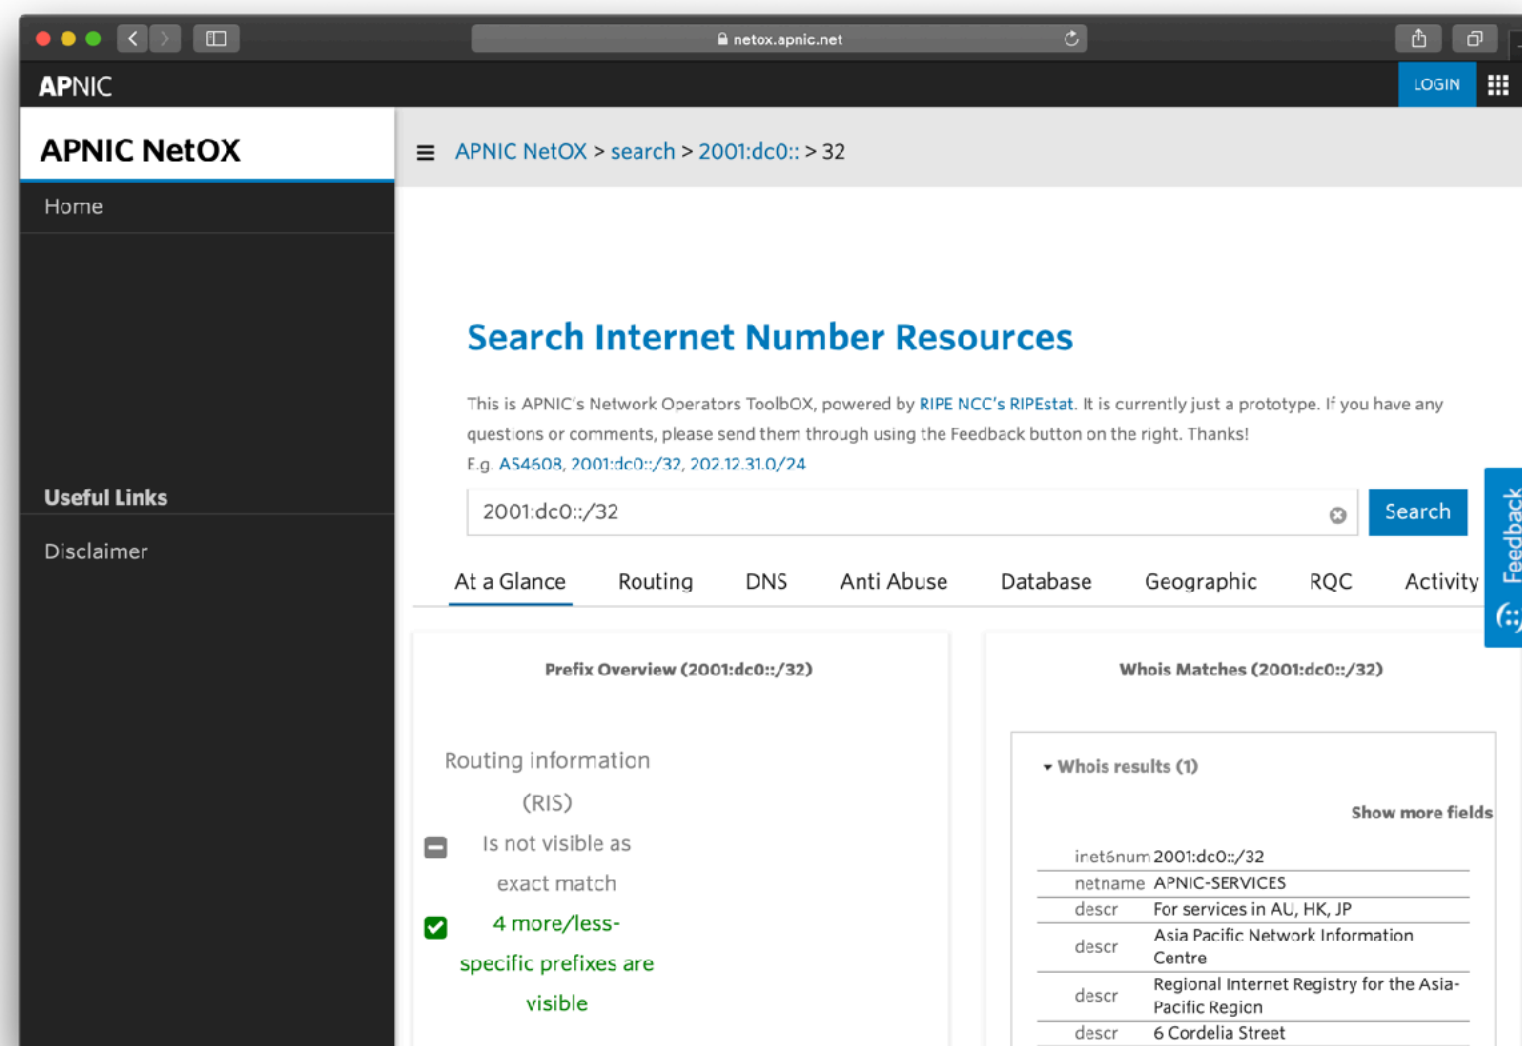 netox.apnic.net
APNIC
LOGIN
APNIC NetOX
APNIC NetOX > search > 2001:dc0:: > 32
Home
Useful Links
Disclaimer
Search Internet Number Resources
This is APNIC's Network Operators ToolbOX, powered by RIPE NCC's RIPEstat. It is currently just a prototype. If you have any
questions or comments, please send them through using the Feedback button on the right. Thanks!
E.g. AS4608, 2001:dc0::/32, 202.12.31.0/24
2001:dc0::/32
Search
Feedback
At a Glance
Routing
DNS
Anti Abuse
Database
Geographic
RQC
Activity
Prefix Overview (2001:dc0::/32)
Routing information
(RIS)
Is not visible as
exact match
4 more/less-
specific prefixes are
visible
Whois Matches (2001:dc0::/32)
Whois results (1)
Show more fields
inet6num 2001:dc0::/32
netname APNIC-SERVICES
descr For services in AU, HK, JP
descr Asia Pacific Network Information
Centre
descr Regional Internet Registry for the Asia-
Pacific Region
descr 6 Cordelia Street